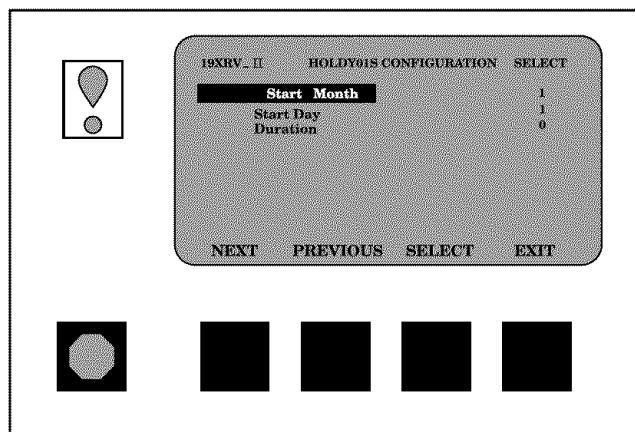 19XRV_II HOLDY01S CONFIGURATION SELECT
Start Month 1
Start Day 1
Duration 0
NEXT PREVIOUS SELECT EXIT